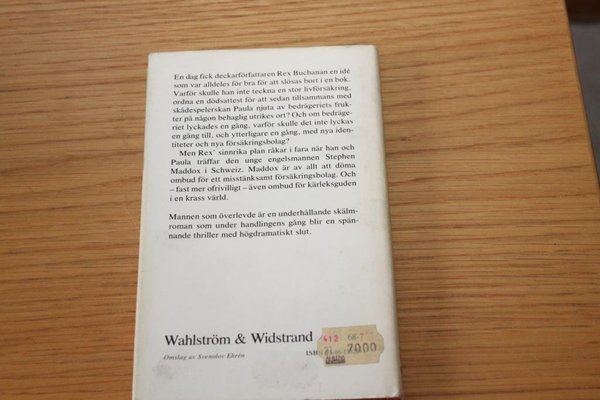 En dag fick deckarförfattaren Rex Buchanan en idé
som var alldeles för bra för att slösas bort i en bok.
Varför skulle han inte teckna en stor livförsäkring,
ordna en dödsattest för att sedan tillsammans med
skådespelerskan Paula njuta av bedrägeriets fruk-
ter på någon behaglig utrikes ort? Och om bedräge-
riet lyckades en gång, varför skulle det inte lyckas
en gång till, och ytterligare en gång, med nya iden-
titeter och nya försäkringsbolag?
Men Rex' sinnrika plan råkar i fara när han och
Paula träffar den unge engelsmannen Stephen
Maddox i Schweiz. Maddox är av allt att döma
ombud för ett misstänksamt försäkringsbolag. Och
– fast mer ofrivilligt – även ombud för kärleksguden
i en krass värld.
Mannen som överlevde är en underhållande skälm-
roman som under handlingens gång blir en spän-
nande thriller med högdramatiskt slut.
Wahlström & Widstrand
Omslag av Svenolov Ehrén
ISBN
412 68-7
7000